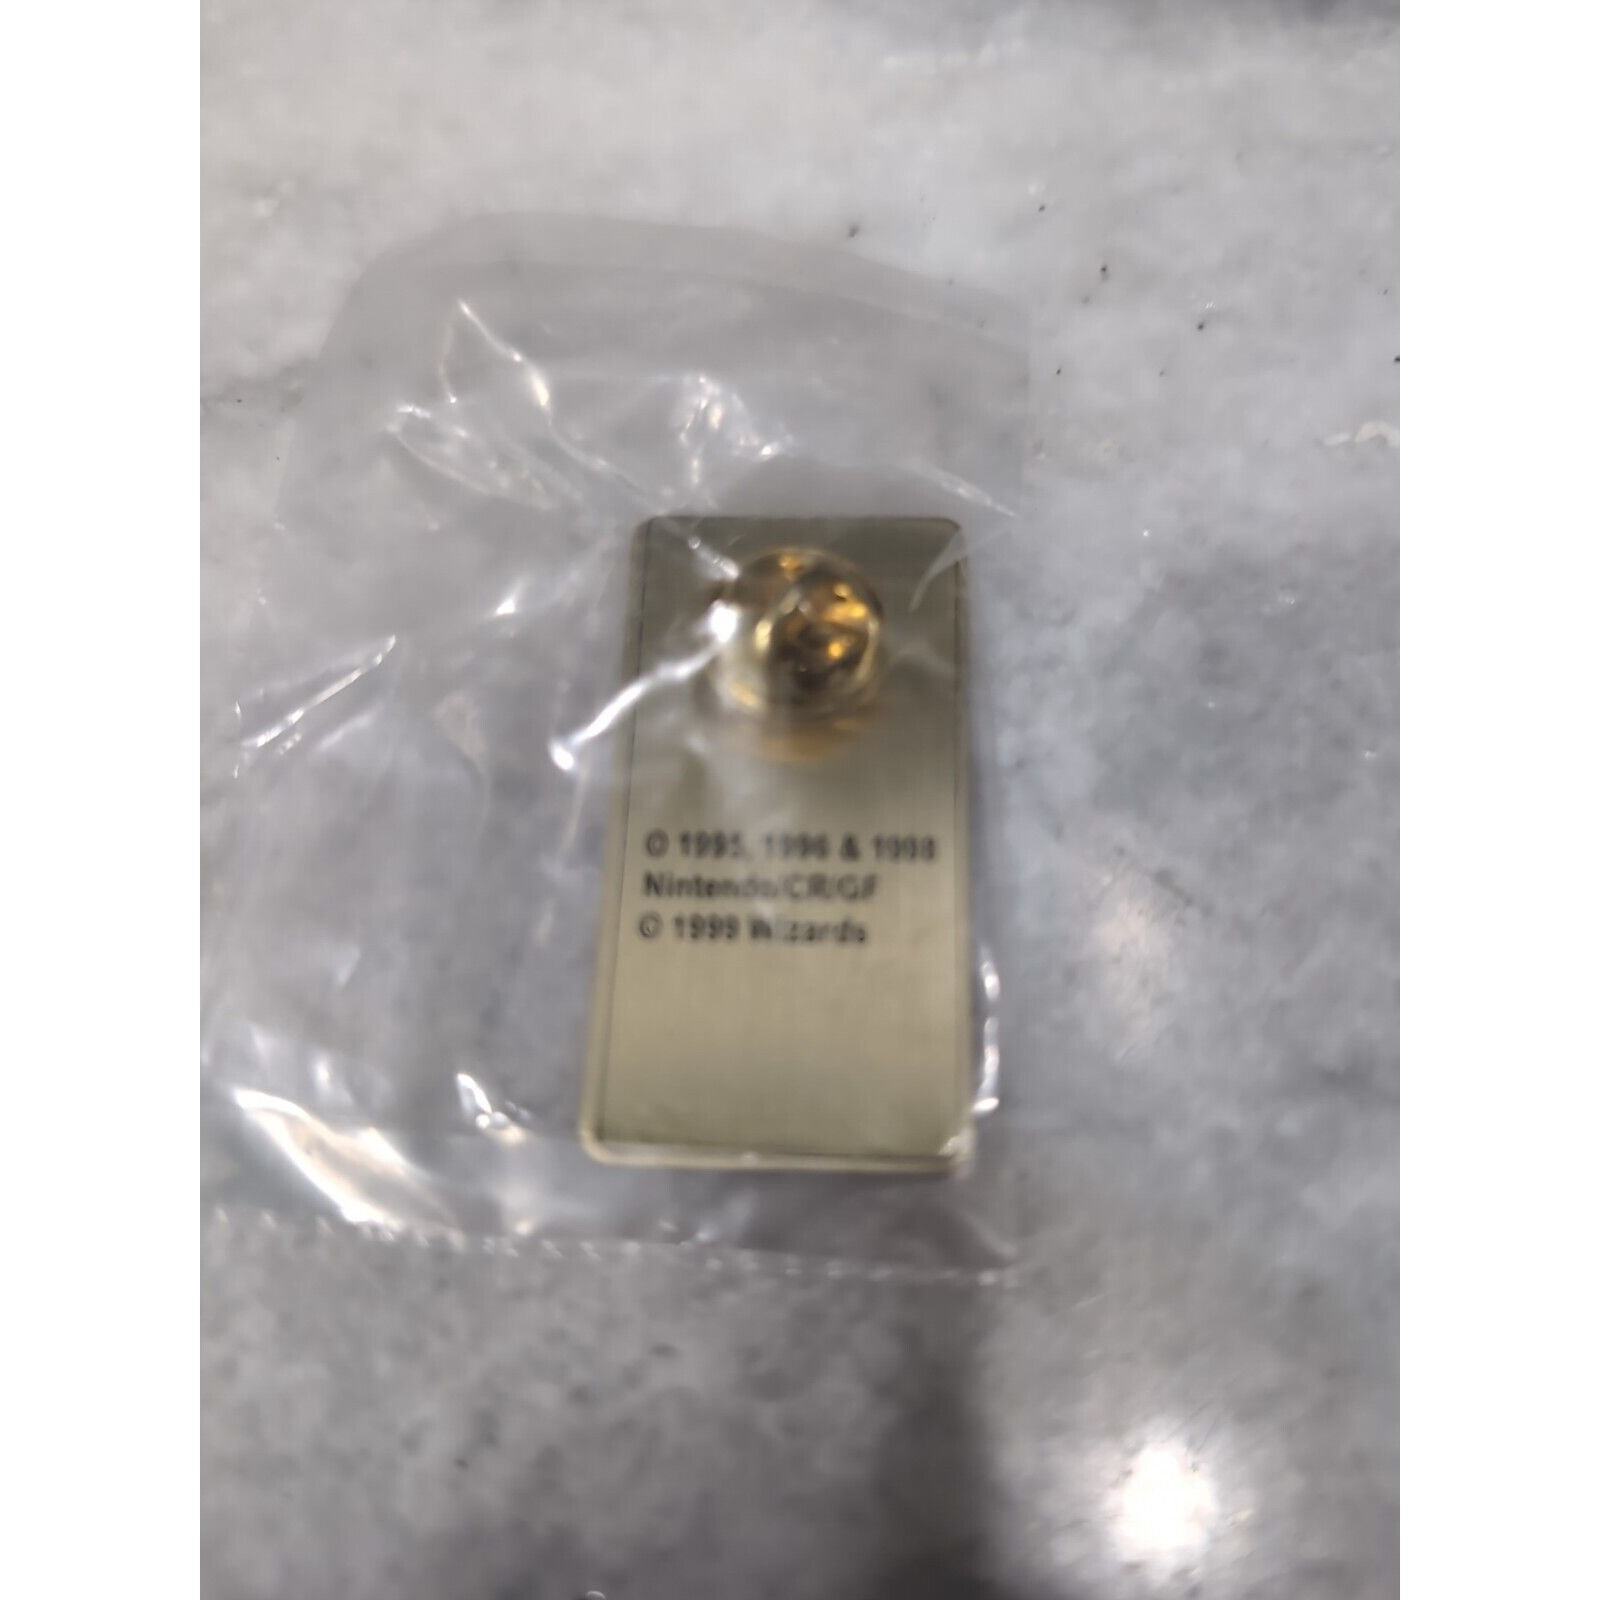 © 1995, 1996 & 1998
Nintendo/CR/GF
© 1999 Wizards